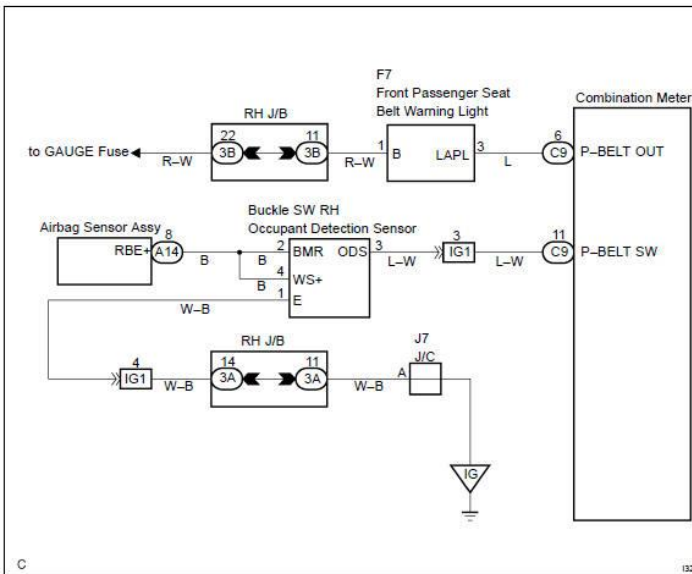 F7
Front Passenger Seat
Belt Warning Light
Combination Meter
RH J/B
22
3B
11
3B
to GAUGE Fuse
R–W
R–W
1
B
LAPL
3
L
6
C9
P–BELT OUT
Buckle SW RH
Occupant Detection Sensor
Airbag Sensor Assy
RBE+
8
A14
B
B
B
2
BMR
ODS
3
4
WS+
1
E
L–W
3
IG1
L–W
11
C9
P–BELT SW
W–B
4
IG1
W–B
RH J/B
14
3A
11
3A
W–B
J7
J/C
A
IG
C
I32